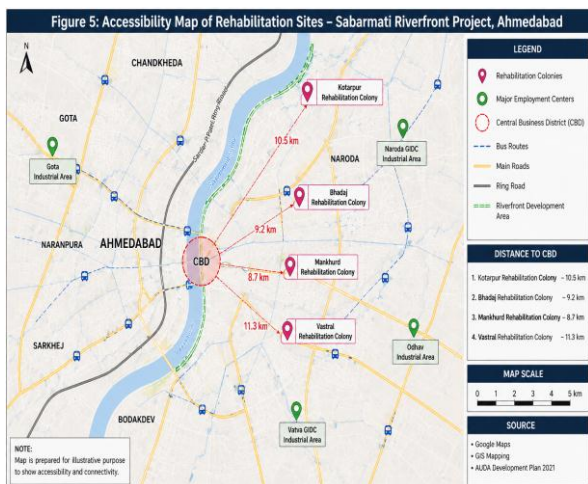 Figure 5: Accessibility Map of Rehabilitation Sites – Sabarmati Riverfront Project, Ahmedabad
N
CHANDKHEDA
GOTA
Gota
Industrial Area
NARANPURA
AHMEDABAD
SARKHEJ
BODAKDEV
CBD
NARODA
Kotarpur
Rehabilitation Colony
10.5 km
Naroda GIDC
Industrial Area
Bhadaj
Rehabilitation Colony
9.2 km
Mankhurd
Rehabilitation Colony
8.7 km
Vastral
Rehabilitation Colony
11.3 km
Odhav
Industrial Area
Vatva GIDC
Industrial Area
NOTE:
Map is prepared for illustrative purpose
to show accessibility and connectivity.
LEGEND
Rehabilitation Colonies
Major Employment Centers
Central Business District (CBD)
Bus Routes
Main Roads
Ring Road
Riverfront Development
Area
DISTANCE TO CBD
1. Kotarpur Rehabilitation Colony – 10.5 km
2. Bhadaj Rehabilitation Colony – 9.2 km
3. Mankhurd Rehabilitation Colony – 8.7 km
4. Vastral Rehabilitation Colony – 11.3 km
MAP SCALE
0 1 2 3 4 5 km
SOURCE
• Google Maps
• GIS Mapping
• AUDA Development Plan 2021